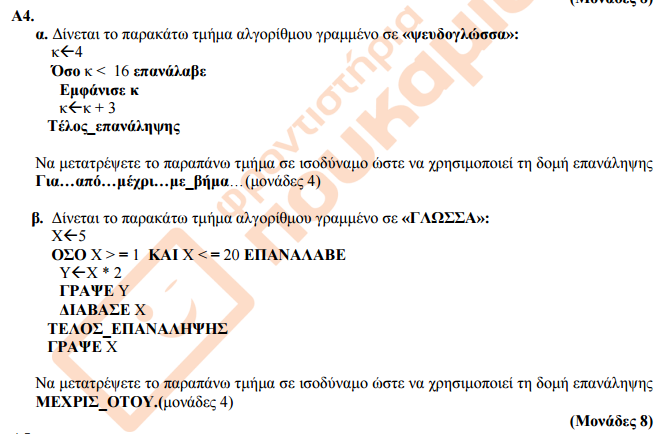 (Μονάδες 8)
Α4.
α. Δίνεται το παρακάτω τμήμα αλγορίθμου γραμμένο σε «ψευδογλώσσα»:
κ←4
Όσο κ < 16 επανάλαβε
Εμφάνισε κ
κ←κ + 3
Τέλος_επανάληψης
Να μετατρέψετε το παραπάνω τμήμα σε ισοδύναμο ώστε να χρησιμοποιεί τη δομή επανάληψης
Για…από…μέχρι…με_βήμα…(μονάδες 4)
β. Δίνεται το παρακάτω τμήμα αλγορίθμου γραμμένο σε «ΓΛΩΣΣΑ»:
Χ←5
ΟΣΟ Χ > = 1 ΚΑΙ Χ < = 20 ΕΠΑΝΑΛΑΒΕ
Υ←Χ * 2
ΓΡΑΨΕ Υ
ΔΙΑΒΑΣΕ Χ
ΤΕΛΟΣ_ΕΠΑΝΑΛΗΨΗΣ
ΓΡΑΨΕ Χ
Να μετατρέψετε το παραπάνω τμήμα σε ισοδύναμο ώστε να χρησιμοποιεί τη δομή επανάληψης
ΜΕΧΡΙΣ_ΟΤΟΥ.(μονάδες 4)
(Μονάδες 8)
φροντιστήρια
πουκαμισ